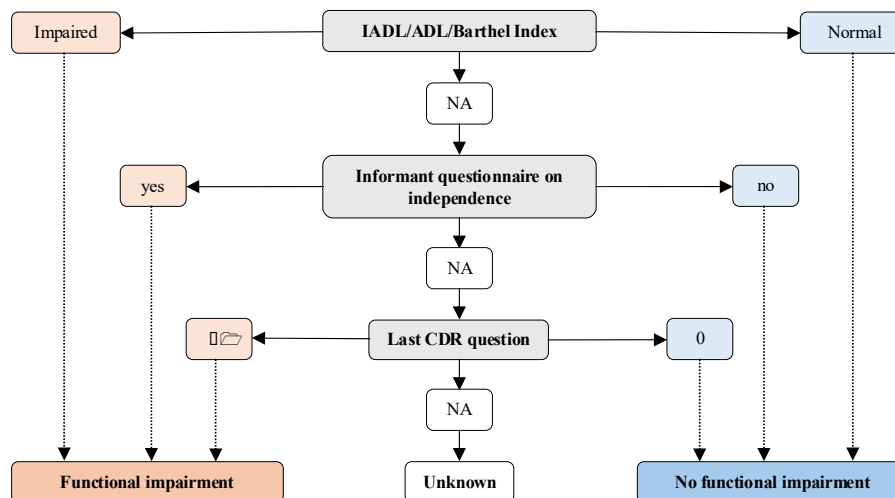 Impaired
IADL/ADL/Barthel Index
Normal
NA
yes
Informant questionnaire on
independence
no
NA
Last CDR question
0
NA
Functional impairment
Unknown
No functional impairment